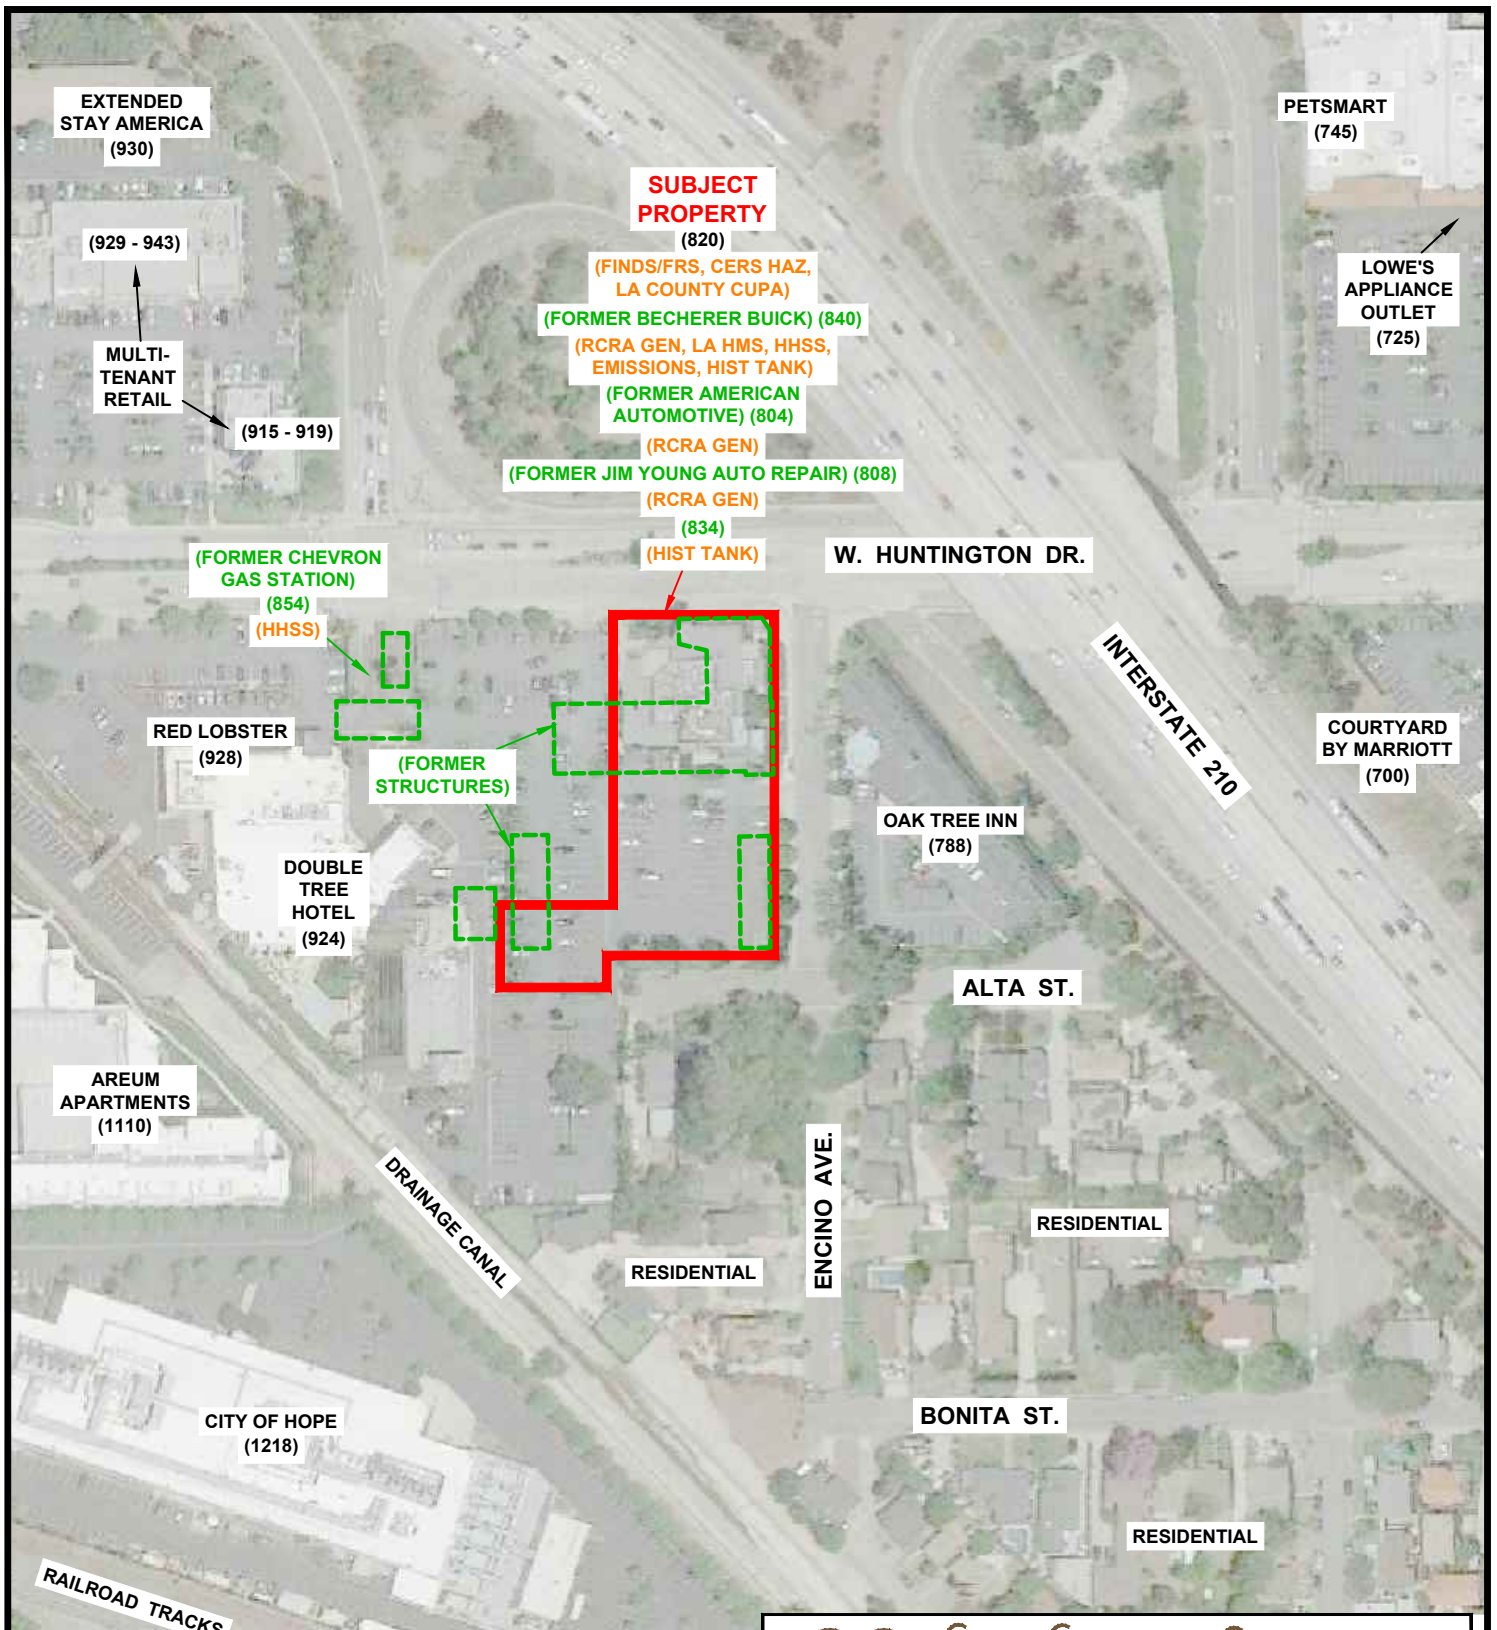 EXTENDED
STAY AMERICA
(930)
PETSMART
(745)
SUBJECT
PROPERTY
(820)
(FINDS/FRS, CERS HAZ,
LA COUNTY CUPA)
(FORMER BECHERER BUICK) (840)
(RCRA GEN, LA HMS, HHSS,
EMISSIONS, HIST TANK)
(FORMER AMERICAN
AUTOMOTIVE) (804)
(RCRA GEN)
(FORMER JIM YOUNG AUTO REPAIR) (808)
(RCRA GEN)
(834)
(HIST TANK)
(929 - 943)
MULTI-
TENANT
RETAIL
(915 - 919)
LOWE'S
APPLIANCE
OUTLET
(725)
W. HUNTINGTON DR.
(FORMER CHEVRON
GAS STATION)
(854)
(HHSS)
INTERSTATE 210
RED LOBSTER
(928)
(FORMER
STRUCTURES)
COURTYARD
BY MARRIOTT
(700)
OAK TREE INN
(788)
DOUBLE
TREE
HOTEL
(924)
ALTA ST.
AREUM
APARTMENTS
(1110)
DRAINAGE CANAL
ENCINO AVE.
RESIDENTIAL
RESIDENTIAL
CITY OF HOPE
(1218)
BONITA ST.
RESIDENTIAL
RAILROAD TRACKS